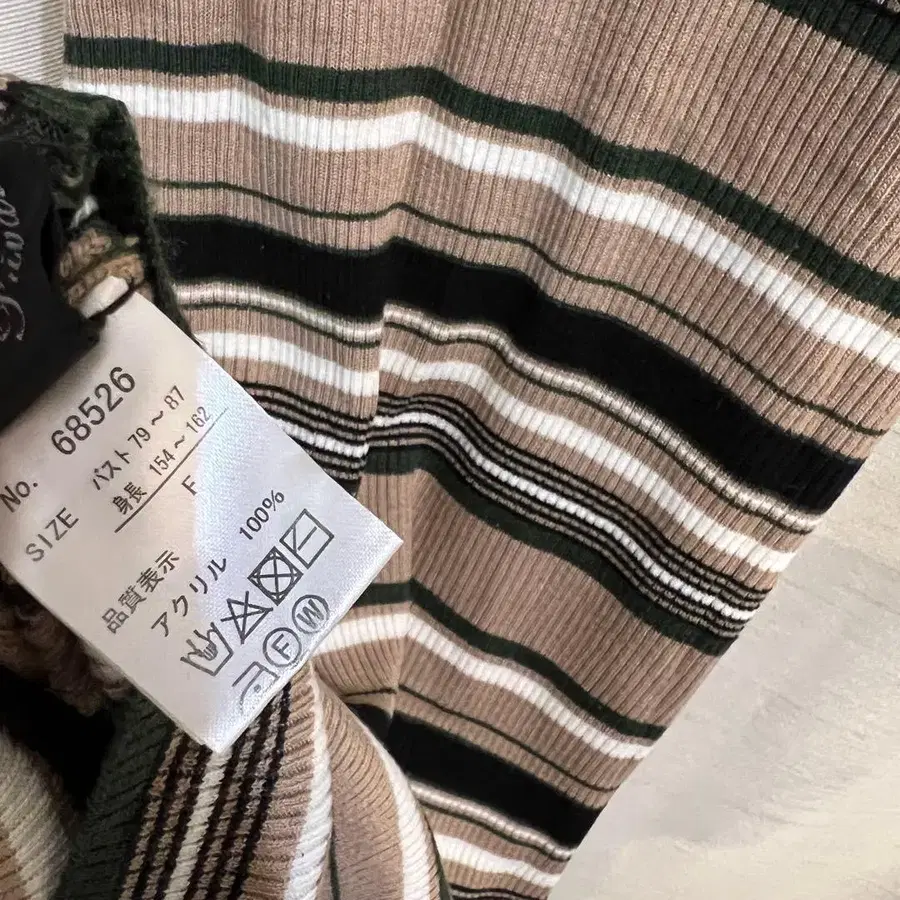 No. 68526
SIZE バスト 79～87
身長 154～162
F
品質表示
アクリル 100%
F W